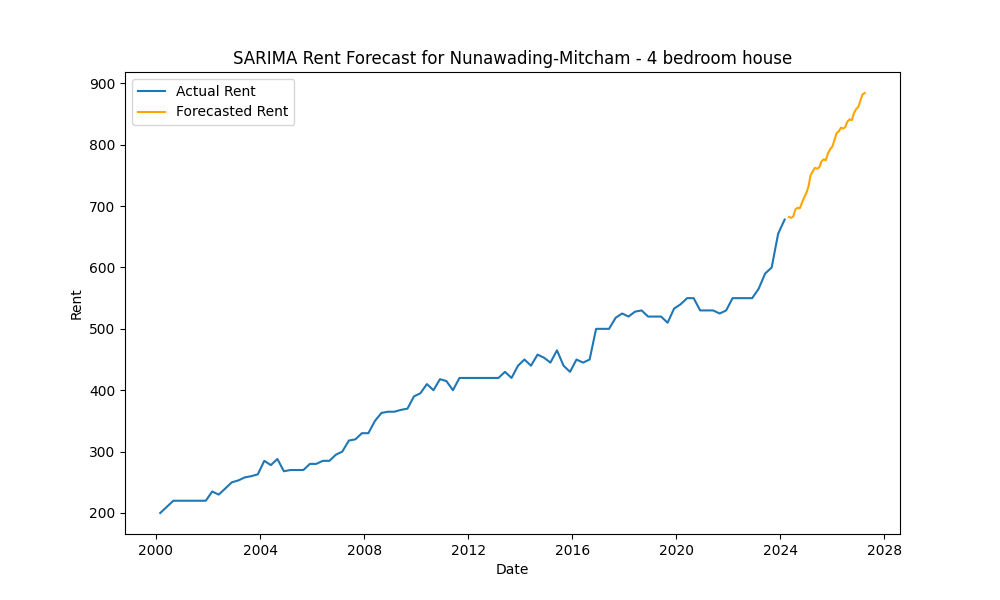 SARIMA Rent Forecast for Nunawading-Mitcham - 4 bedroom house
Actual Rent
Forecasted Rent
900
800
700
600
500
400
300
200
Rent
2000 2004 2008 2012 2016 2020 2024 2028
Date